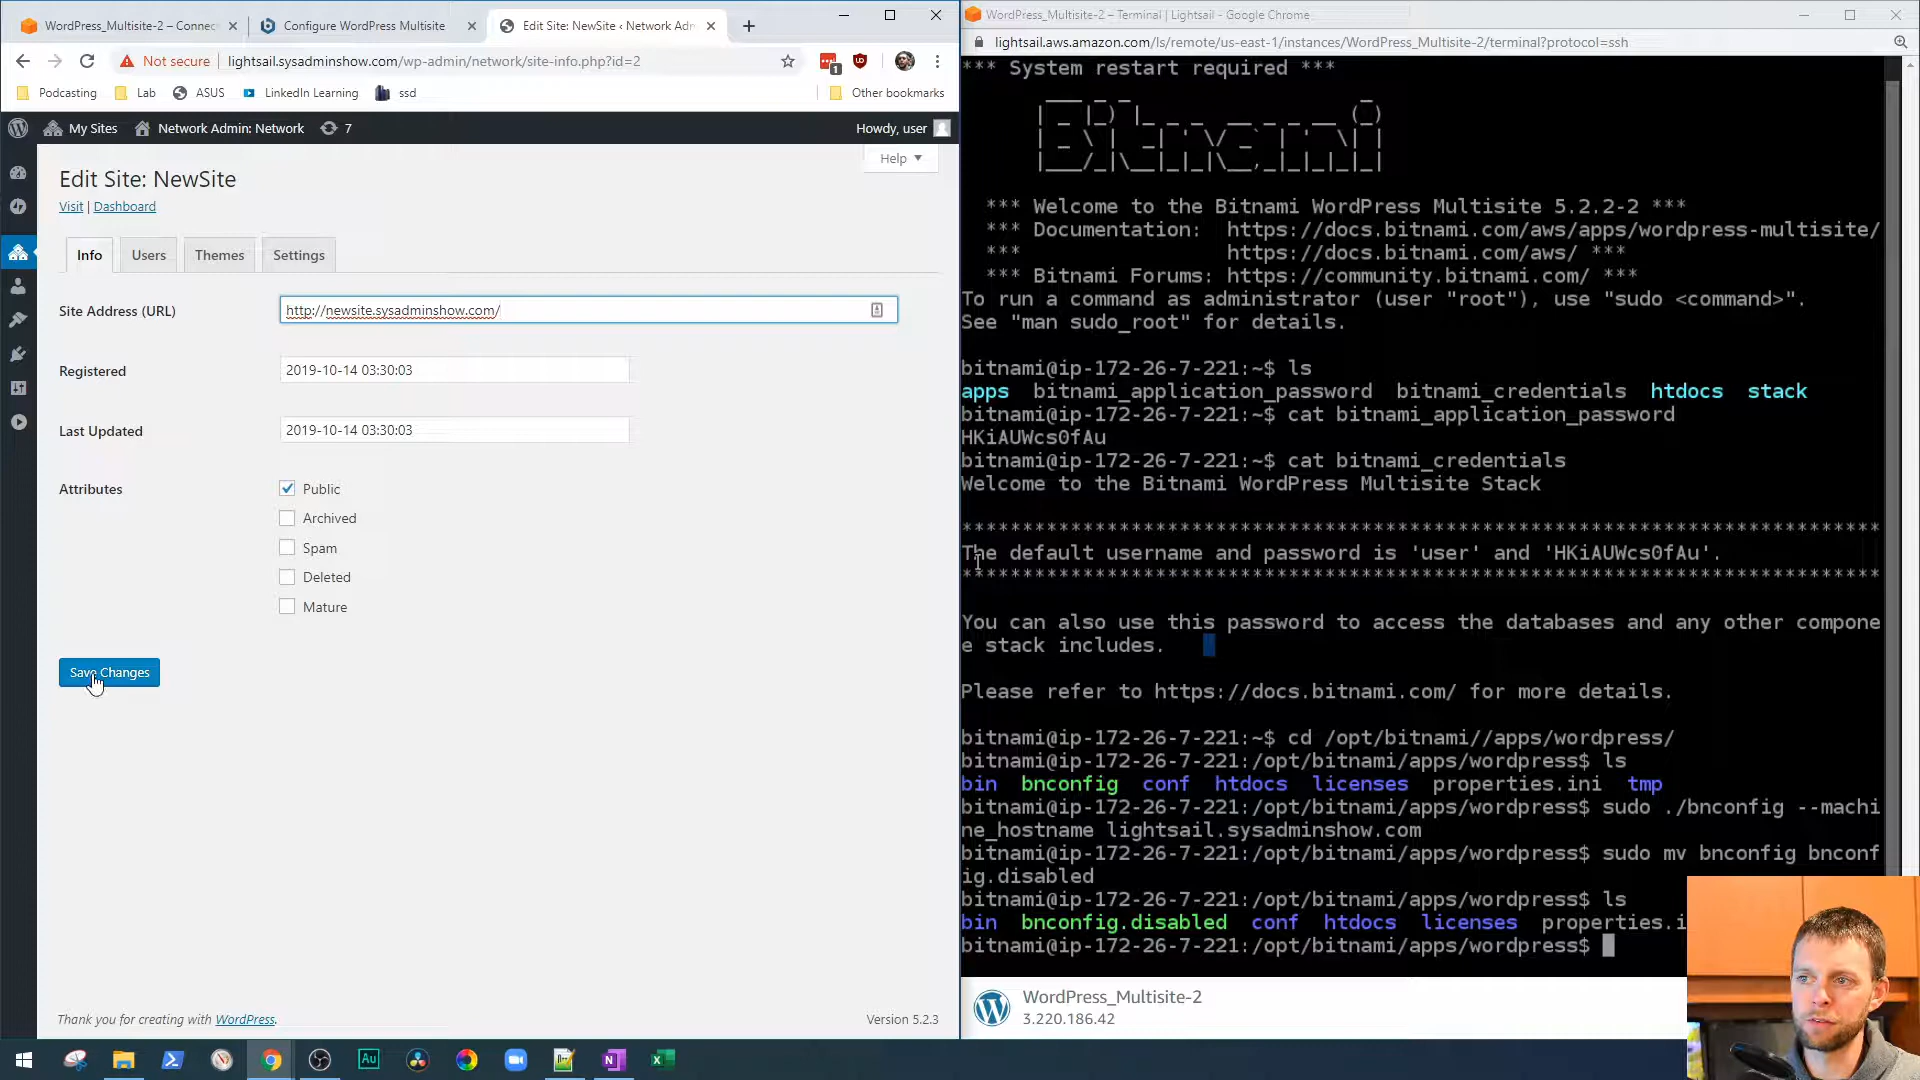 WordPress_Multisite-2 – Connec
Configure WordPress Multisite
Edit Site: NewSite ‹ Network Adm
Not secure
lightsail.sysadminshow.com/wp-admin/network/site-info.php?id=2
1
Podcasting
Lab
ASUS
LinkedIn Learning
ssd
Other bookmarks
My Sites
Network Admin: Network
7
Howdy, user
Help
Edit Site: NewSite
Visit | Dashboard
Info
Users
Themes
Settings
Site Address (URL)
http://newsite.sysadminshow.com/
Registered
2019-10-14 03:30:03
Last Updated
2019-10-14 03:30:03
Attributes
Public
Archived
Spam
Deleted
Mature
Save Changes
Thank you for creating with WordPress.
Version 5.2.3
WordPress_Multisite-2 – Terminal | Lightsail - Google Chrome
lightsail.aws.amazon.com/ls/remote/us-east-1/instances/WordPress_Multisite-2/terminal?protocol=ssh
*** System restart required ***
Bitnami
*** Welcome to the Bitnami WordPress Multisite 5.2.2-2 ***
*** Documentation:  https://docs.bitnami.com/aws/apps/wordpress-multisite/
***                 https://docs.bitnami.com/aws/ ***
*** Bitnami Forums: https://community.bitnami.com/ ***
To run a command as administrator (user "root"), use "sudo <command>".
See "man sudo_root" for details.
bitnami@ip-172-26-7-221:~$ ls
apps  bitnami_application_password  bitnami_credentials  htdocs  stack
bitnami@ip-172-26-7-221:~$ cat bitnami_application_password
HKiAUWcs0fAu
bitnami@ip-172-26-7-221:~$ cat bitnami_credentials
Welcome to the Bitnami WordPress Multisite Stack
****************************************************************************
The default username and password is 'user' and 'HKiAUWcs0fAu'.
****************************************************************************
You can also use this password to access the databases and any other compone
e stack includes.
Please refer to https://docs.bitnami.com/ for more details.
bitnami@ip-172-26-7-221:~$ cd /opt/bitnami//apps/wordpress/
bitnami@ip-172-26-7-221:/opt/bitnami/apps/wordpress$ ls
bin  bnconfig  conf  htdocs  licenses  properties.ini  tmp
bitnami@ip-172-26-7-221:/opt/bitnami/apps/wordpress$ sudo ./bnconfig --machi
ne_hostname lightsail.sysadminshow.com
bitnami@ip-172-26-7-221:/opt/bitnami/apps/wordpress$ sudo mv bnconfig bnconf
ig.disabled
bitnami@ip-172-26-7-221:/opt/bitnami/apps/wordpress$ ls
bin  bnconfig.disabled  conf  htdocs  licenses  properties.i
bitnami@ip-172-26-7-221:/opt/bitnami/apps/wordpress$
WordPress_Multisite-2
3.220.186.42
Au
N
X